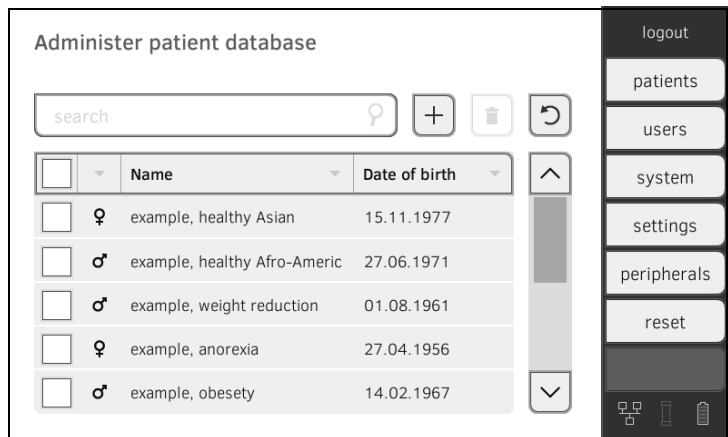 Administer patient database
search
Name Date of birth
♀ example, healthy Asian 15.11.1977
♂ example, healthy Afro-Americ 27.06.1971
♂ example, weight reduction 01.08.1961
♀ example, anorexia 27.04.1956
♂ example, obesety 14.02.1967
logout
patients
users
system
settings
peripherals
reset